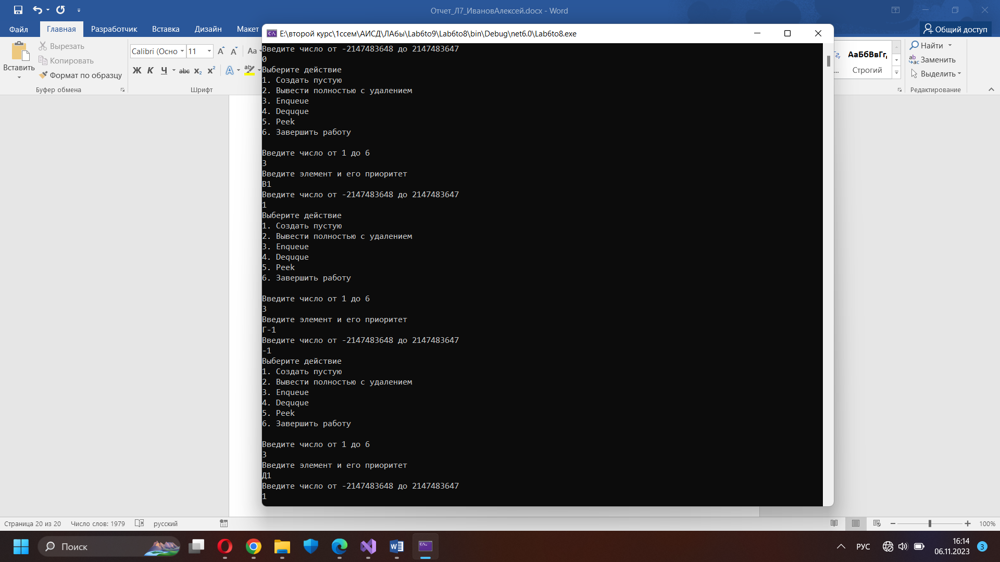 Отчет_Л7_ИвановАлексей.docx - Word
Файл
Главная
Разработчик
Вставка
Дизайн
Макет
Общий доступ
Вставить
Вырезать
Копировать
Формат по образцу
Буфер обмена
Calibri (Осно
11
Aa
Ж К Ч abc x₂ x²
Шрифт
АаБбВвГг,
Строгий
Найти
Заменить
Выделить
Редактирование
E:\второй курс\1ссем\АИСД\ЛАбы\Lab6to9\Lab6to8\bin\Debug\net6.0\Lab6to8.exe
Введите число от -2147483648 до 2147483647
0
Выберите действие
1. Создать пустую
2. Вывести полностью с удалением
3. Enqueue
4. Dequque
5. Peek
6. Завершить работу
Введите число от 1 до 6
3
Введите элемент и его приоритет
В1
Введите число от -2147483648 до 2147483647
1
Выберите действие
1. Создать пустую
2. Вывести полностью с удалением
3. Enqueue
4. Dequque
5. Peek
6. Завершить работу
Введите число от 1 до 6
3
Введите элемент и его приоритет
Г-1
Введите число от -2147483648 до 2147483647
-1
Выберите действие
1. Создать пустую
2. Вывести полностью с удалением
3. Enqueue
4. Dequque
5. Peek
6. Завершить работу
Введите число от 1 до 6
3
Введите элемент и его приоритет
Д1
Введите число от -2147483648 до 2147483647
1
Страница 20 из 20
Число слов: 1979
русский
100%
Поиск
РУС
16:14
06.11.2023
3